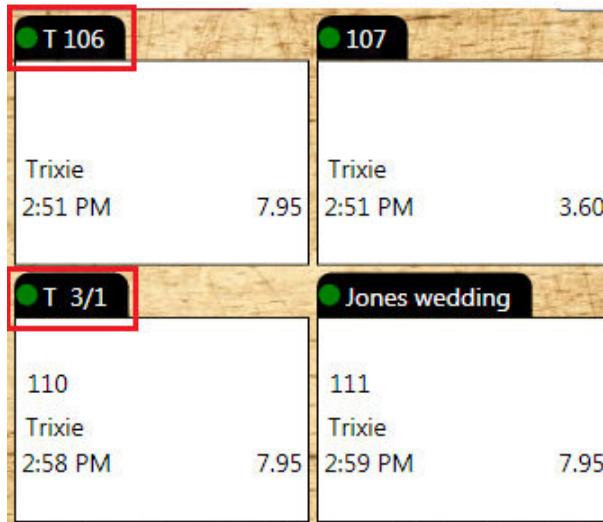 T 106
107
Trixie
2:51 PM 7.95
Trixie
2:51 PM 3.60
T 3/1
Jones wedding
110
Trixie
2:58 PM 7.95
111
Trixie
2:59 PM 7.95